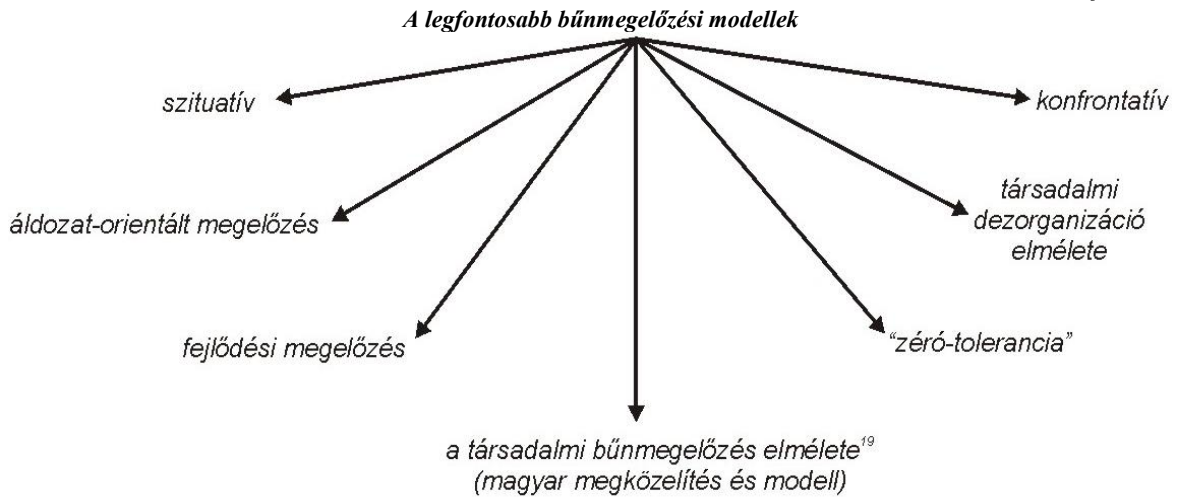 A legfontosabb bűnmegelőzési modellek
szituatív
konfrontatív
áldozat-orientált megelőzés
társadalmi
dezorganizáció
elmélete
fejlődési megelőzés
“zéró-tolerancia”
a társadalmi bűnmegelőzés elmélete¹⁹
(magyar megközelítés és modell)